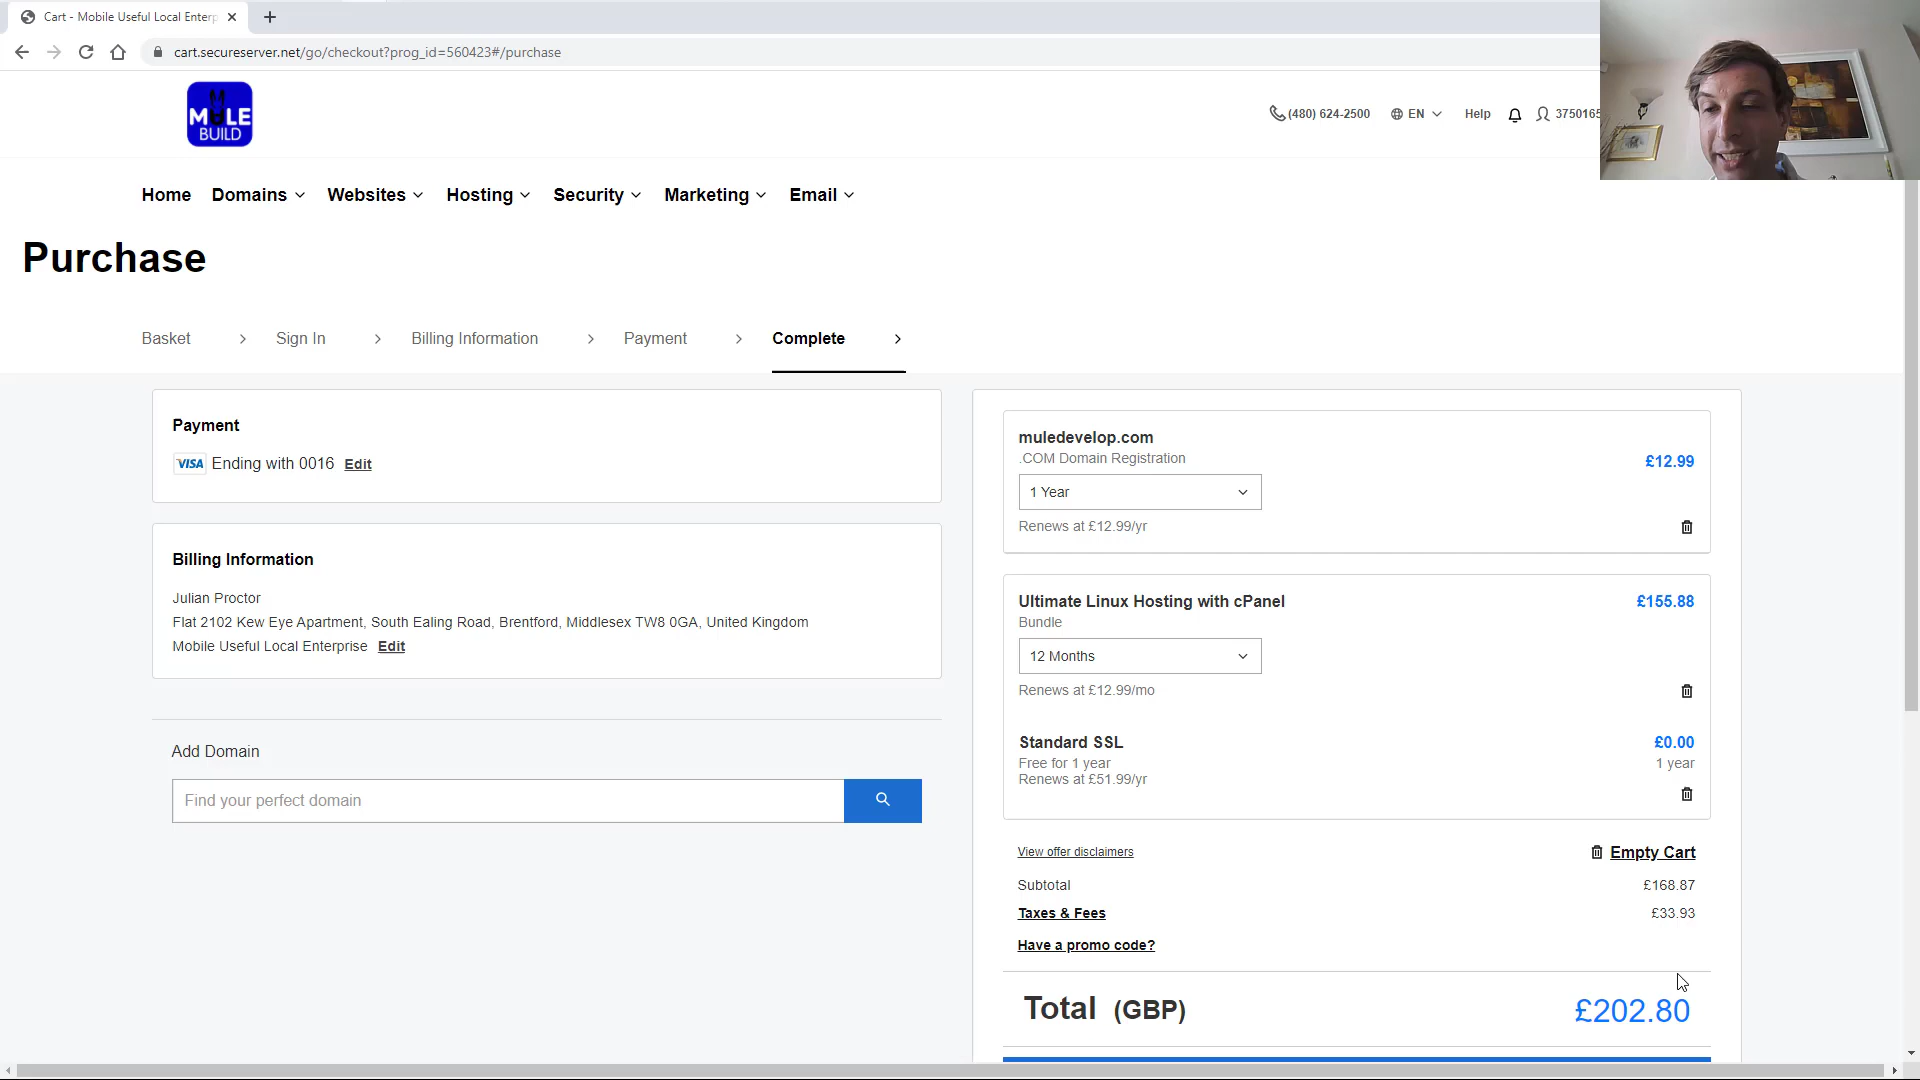 Cart - Mobile Useful Local Enterp
cart.secureserver.net/go/checkout?prog_id=560423#/purchase
MULE
BUILD
(480) 624-2500
EN
Help
3750165
Home
Domains
Websites
Hosting
Security
Marketing
Email
Purchase
Basket
Sign In
Billing Information
Payment
Complete
Payment
VISA Ending with 0016 Edit
Billing Information
Julian Proctor
Flat 2102 Kew Eye Apartment, South Ealing Road, Brentford, Middlesex TW8 0GA, United Kingdom
Mobile Useful Local Enterprise Edit
Add Domain
Find your perfect domain
muledevelop.com
.COM Domain Registration
£12.99
1 Year
Renews at £12.99/yr
Ultimate Linux Hosting with cPanel
£155.88
Bundle
12 Months
Renews at £12.99/mo
Standard SSL
£0.00
Free for 1 year
1 year
Renews at £51.99/yr
View offer disclaimers
Empty Cart
Subtotal
£168.87
Taxes & Fees
£33.93
Have a promo code?
Total (GBP)
£202.80